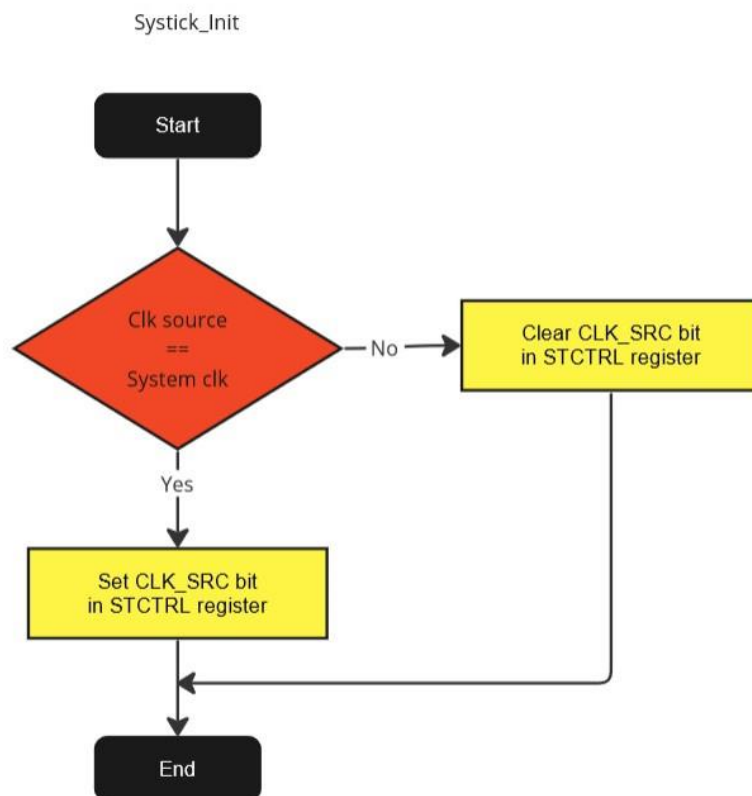 Systick_Init
Start
Clk source
==
System clk
No
Clear CLK_SRC bit
in STCTRL register
Yes
Set CLK_SRC bit
in STCTRL register
End